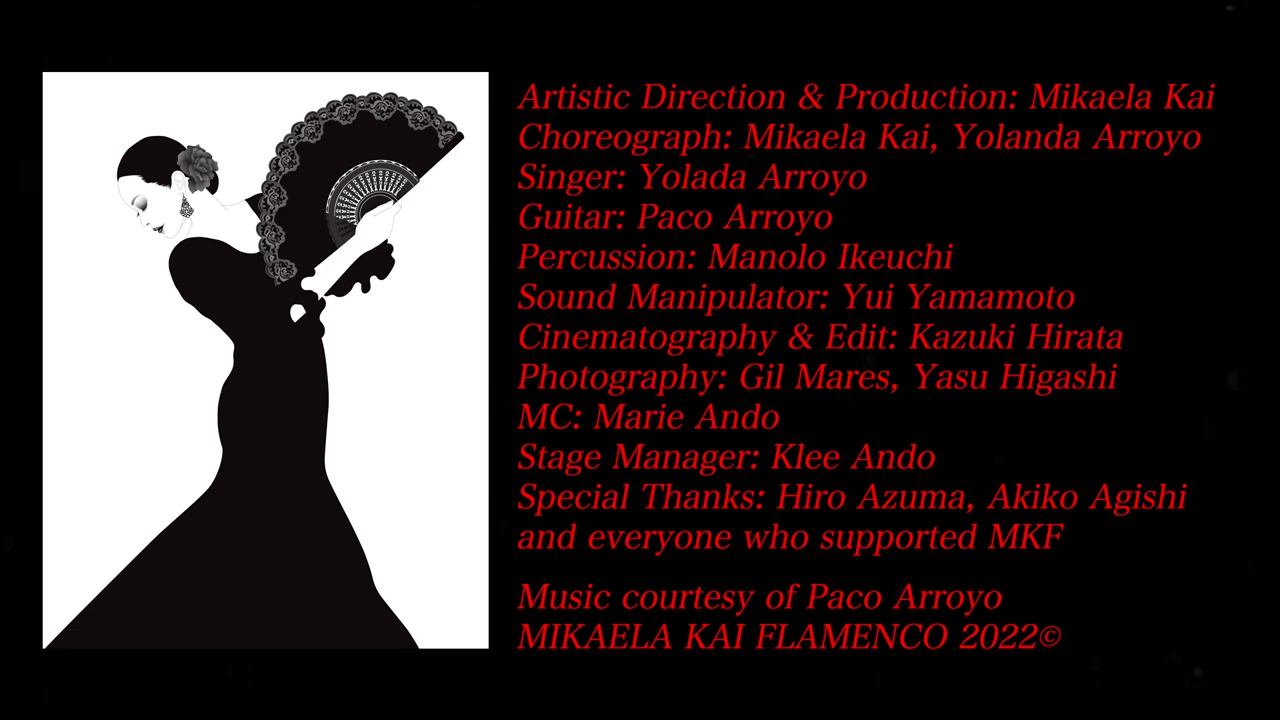 Artistic Direction & Production: Mikaela Kai
Choreograph: Mikaela Kai, Yolanda Arroyo
Singer: Yolada Arroyo
Guitar: Paco Arroyo
Percussion: Manolo Ikeuchi
Sound Manipulator: Yui Yamamoto
Cinematography & Edit: Kazuki Hirata
Photography: Gil Mares, Yasu Higashi
MC: Marie Ando
Stage Manager: Klee Ando
Special Thanks: Hiro Azuma, Akiko Agishi
and everyone who supported MKF
Music courtesy of Paco Arroyo
MIKAELA KAI FLAMENCO 2022©